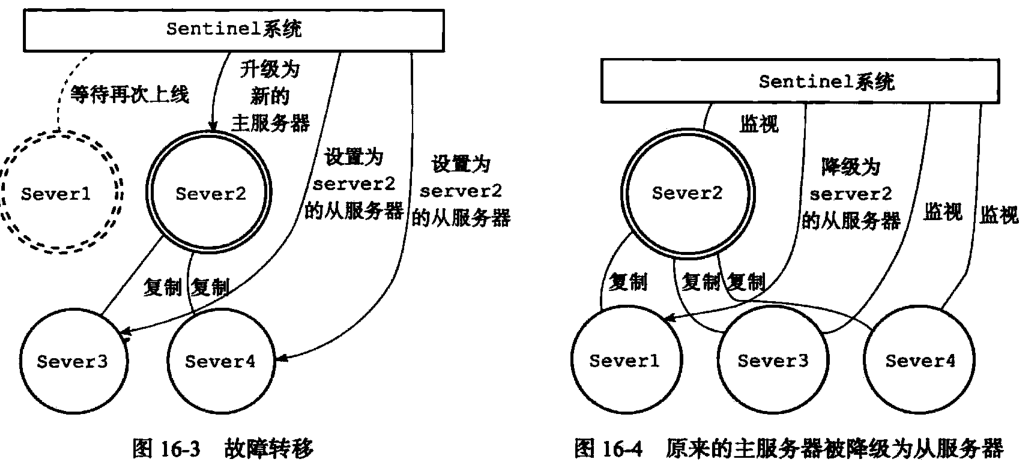 Sentinel系统
等待再次上线
升级为
新的
主服务器
设置为
server2
的从服务器
设置为
server2
的从服务器
Sever1
Sever2
复制
复制
Sever3
Sever4
图 16-3 故障转移
Sentinel系统
监视
降级为
server2
的从服务器
监视
监视
Sever2
复制
复制
复制
Sever1
Sever3
Sever4
图 16-4 原来的主服务器被降级为从服务器